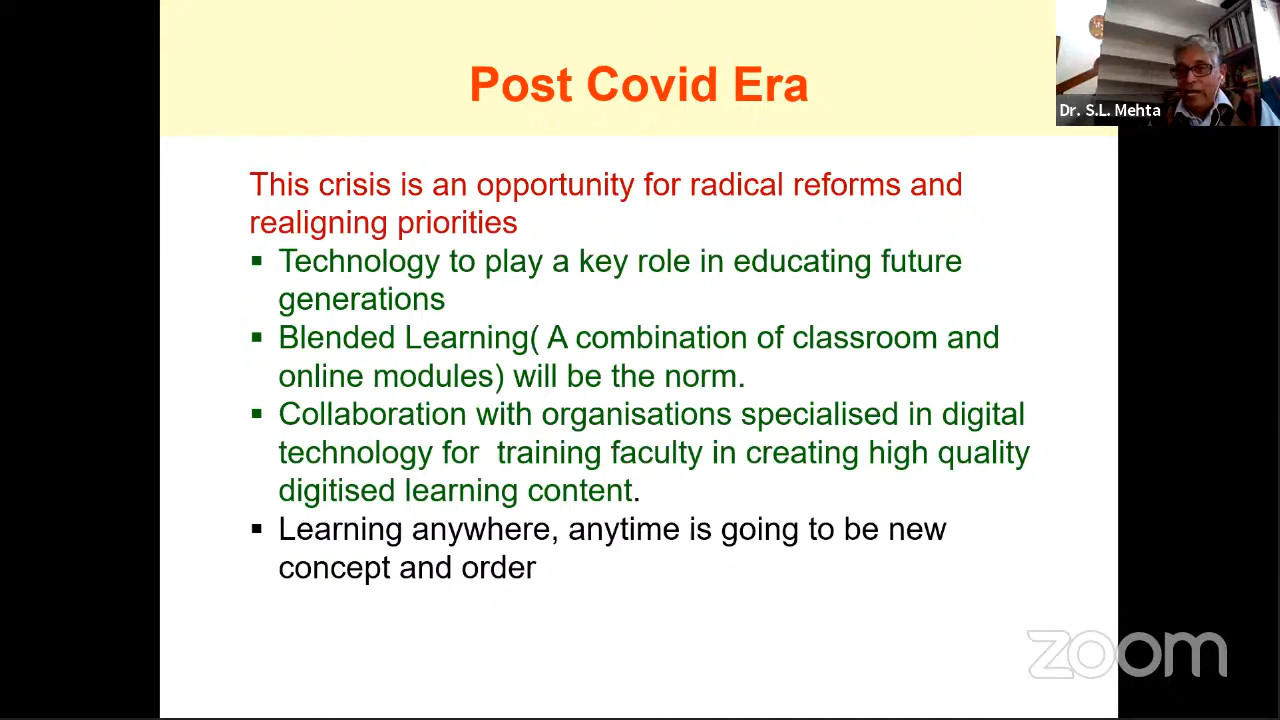 Post Covid Era
Dr. S.L. Mehta
This crisis is an opportunity for radical reforms and
realigning priorities
▪ Technology to play a key role in educating future
generations
▪ Blended Learning( A combination of classroom and
online modules) will be the norm.
▪ Collaboration with organisations specialised in digital
technology for  training faculty in creating high quality
digitised learning content.
▪ Learning anywhere, anytime is going to be new
concept and order
zoom